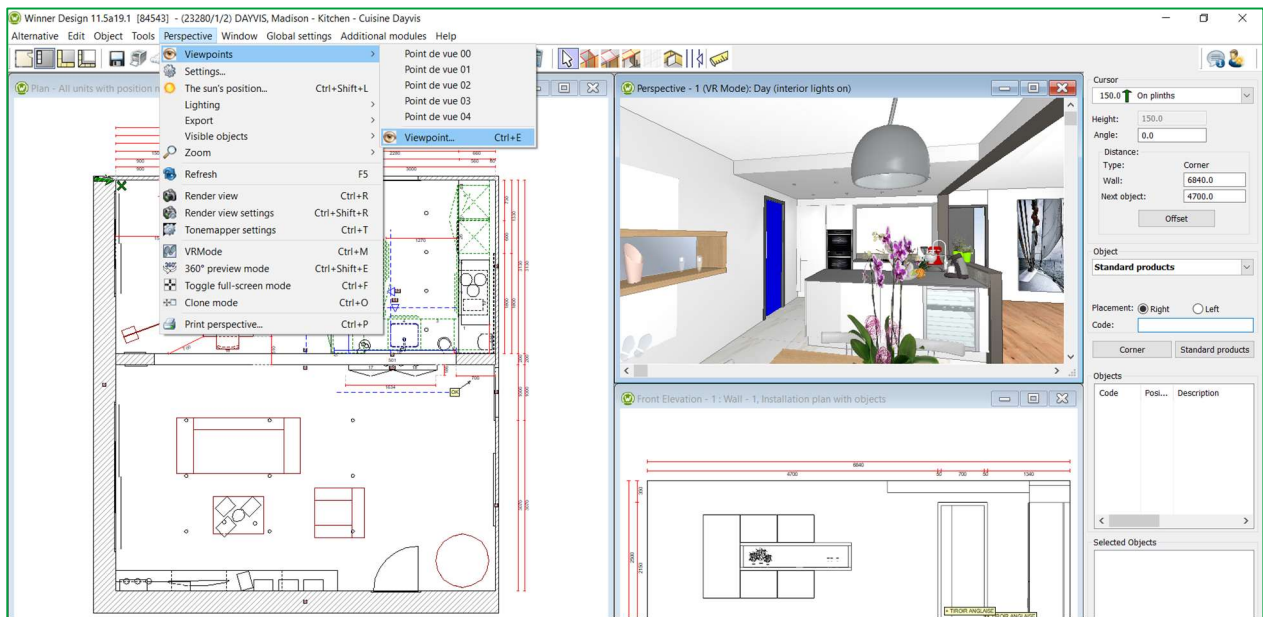 Winner Design 11.5a19.1 [84543] - (23280/1/2) DAYVIS, Madison - Kitchen - Cuisine Dayvis
Alternative Edit Object Tools Perspective Window Global settings Additional modules Help
Viewpoints
Settings...
The sun's position... Ctrl+Shift+L
Lighting
Export
Visible objects
Zoom
Refresh F5
Render view Ctrl+R
Render view settings Ctrl+Shift+R
Tonemapper settings Ctrl+T
VRMode Ctrl+M
360° preview mode Ctrl+Shift+E
Toggle full-screen mode Ctrl+F
Clone mode Ctrl+O
Print perspective... Ctrl+P
Point de vue 00
Point de vue 01
Point de vue 02
Point de vue 03
Point de vue 04
Viewpoint... Ctrl+E
Plan - All units with position
OK
Perspective - 1 (VR Mode): Day (interior lights on)
Front Elevation - 1 : Wall - 1, Installation plan with objects
6840
4700 700 1340
2500
2150
350
+ TIROIR ANGLAISE
TIROIR ANGLAISE
Cursor
150.0 On plinths
Height: 150.0
Angle: 0.0
Distance:
Type: Corner
Wall: 6840.0
Next object: 4700.0
Offset
Object
Standard products
Placement: Right Left
Code:
Corner Standard products
Objects
Code Posi... Description
Selected Objects